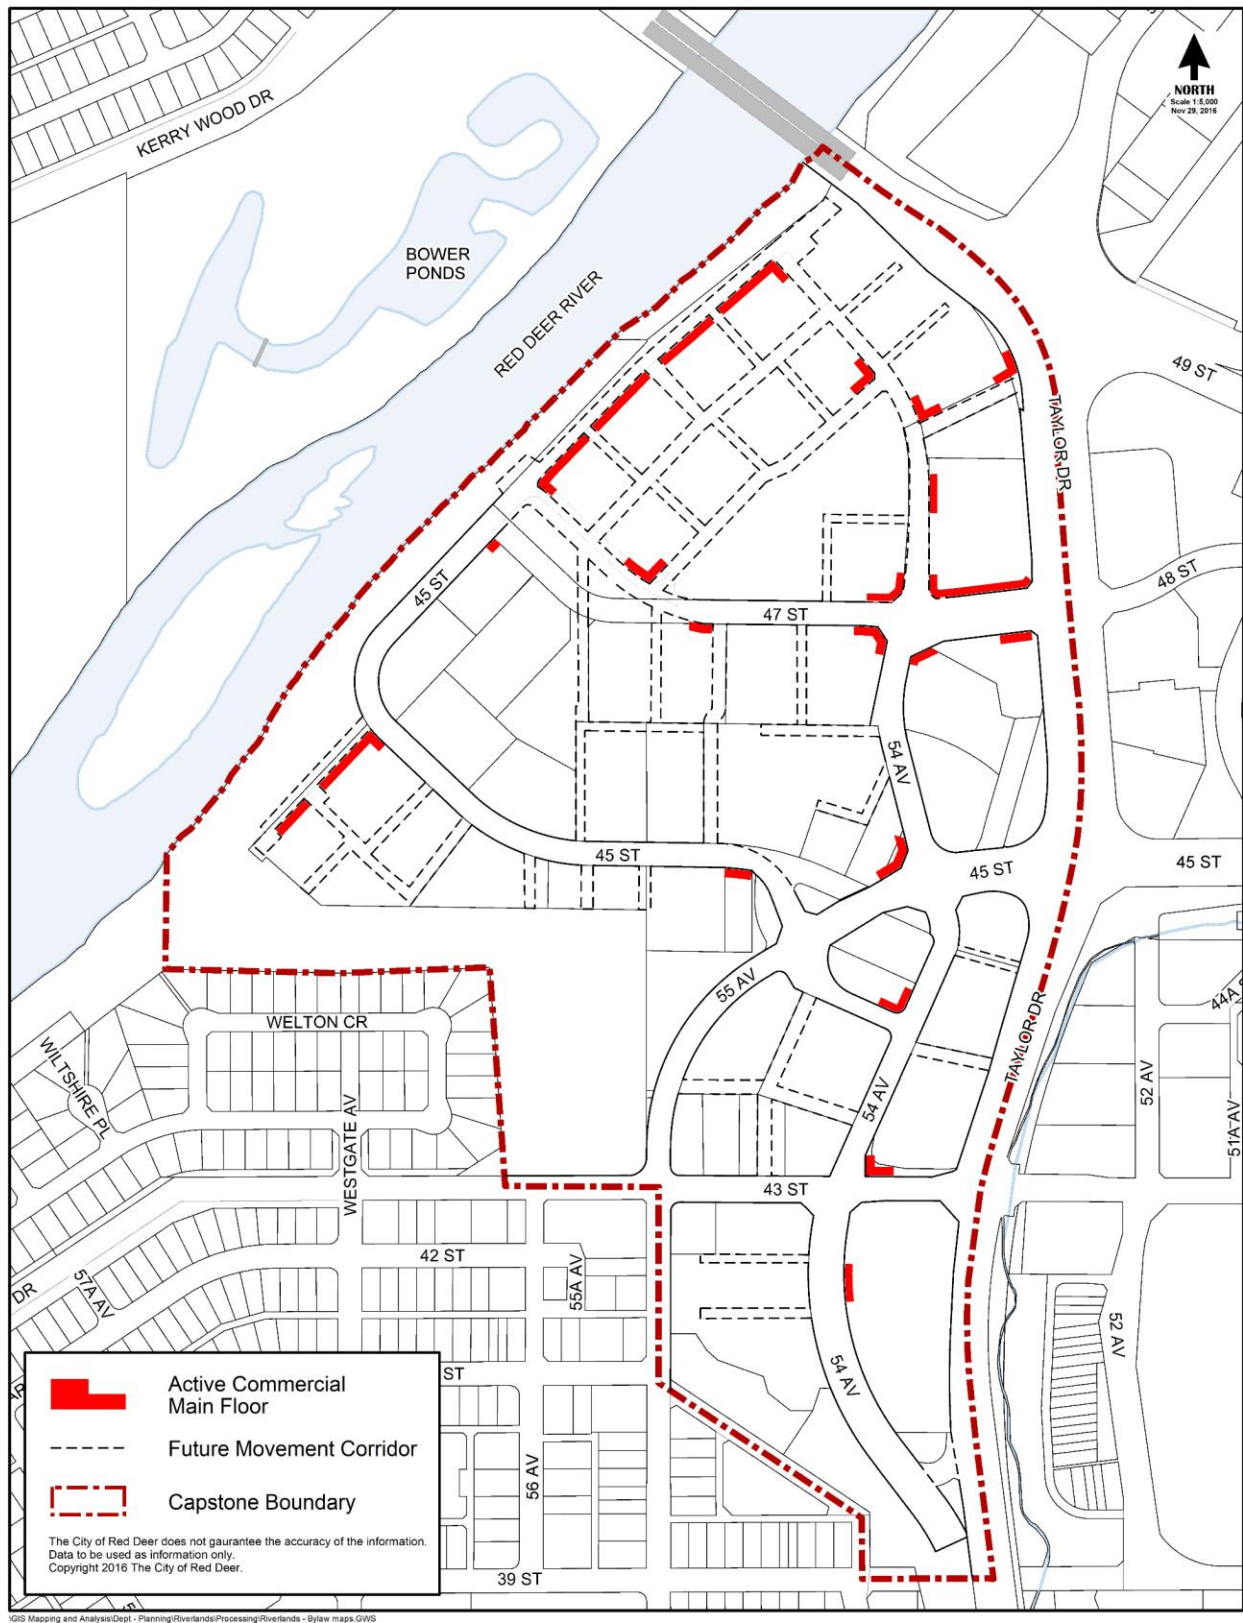 NORTH
Scale 1:5,000
Nov 29, 2016
KERRY WOOD DR
BOWER
PONDS
RED DEER RIVER
49 ST
TAYLOR DR
48 ST
45 ST
47 ST
54 AV
45 ST
45 ST
45 ST
55 AV
44A
WELTON CR
TAYLOR DR
WILTSHIRE PL
52 AV
54 AV
WESTGATE AV
51A AV
43 ST
42 ST
55A AV
57A AV
DR
52 AV
54 AV
ST
56 AV
39 ST
Active Commercial
Main Floor
Future Movement Corridor
Capstone Boundary
The City of Red Deer does not gaurantee the accuracy of the information.
Data to be used as information only.
Copyright 2016 The City of Red Deer.
\GIS Mapping and Analysis\Dept - Planning\Riverlands\Processing\Riverlands - Bylaw maps.GWS